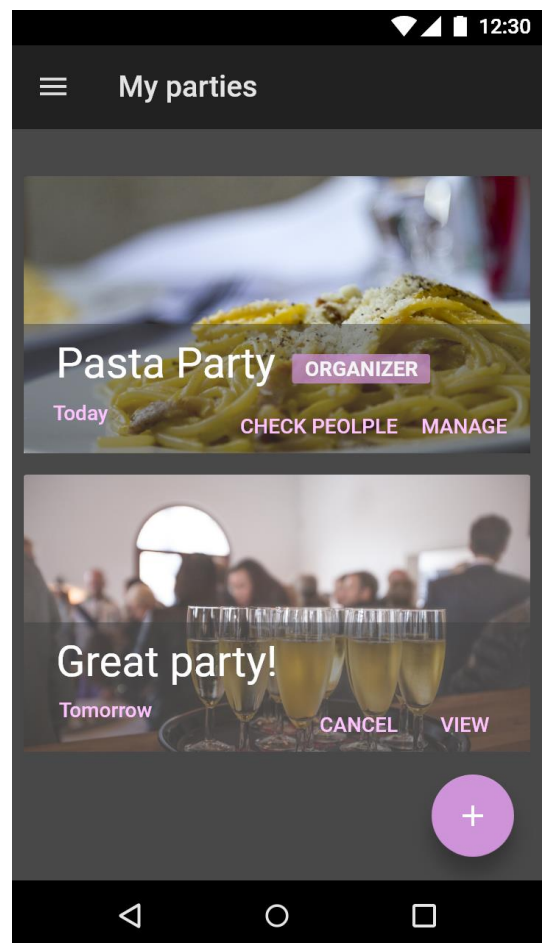 12:30
My parties
Pasta Party ORGANIZER
Today
CHECK PEOLPLE MANAGE
Great party!
Tomorrow
CANCEL VIEW